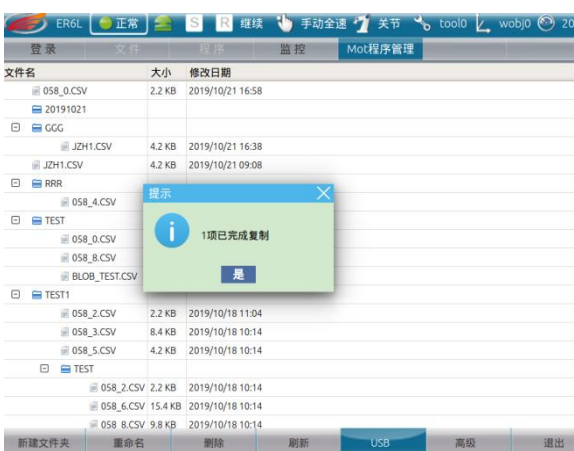 ER6L 正常 S R 继续 手动全速 关节 tool0 wobj0 20
登录 文件 程序 监控 Mot程序管理
文件名 大小 修改日期
058_0.CSV 2.2 KB 2019/10/21 16:58
20191021
GGG
JZH1.CSV 4.2 KB 2019/10/21 16:38
JZH1.CSV 4.2 KB 2019/10/21 09:08
RRR
058_4.CSV
提示
TEST
058_0.CSV
1项已完成复制
058_8.CSV
BLOB_TEST.CSV
是
TEST1
058_2.CSV 2.2 KB 2019/10/18 11:04
058_3.CSV 8.4 KB 2019/10/18 10:14
058_5.CSV 4.2 KB 2019/10/18 10:14
TEST
058_2.CSV 2.2 KB 2019/10/18 10:14
058_6.CSV 15.4 KB 2019/10/18 10:14
058_8.CSV 9.8 KB 2019/10/18 10:14
新建文件夹 重命名 删除 刷新 USB 高级 退出